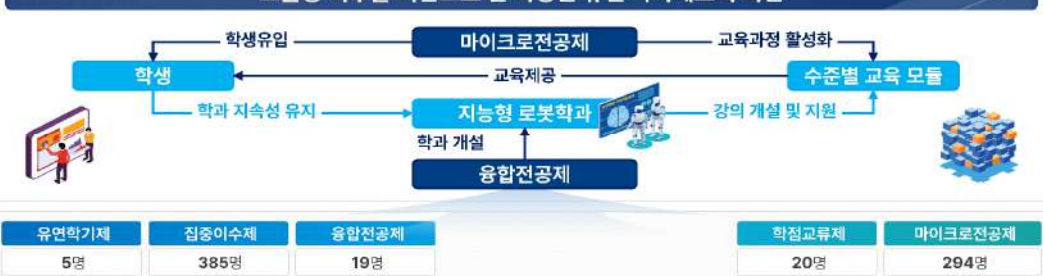 학생유입
마이크로전공제
교육과정 활성화
학생
교육제공
수준별 교육 모듈
학과 지속성 유지
지능형 로봇학과
강의 개설 및 지원
학과 개설
융합전공제
유연학기제 집중이수제 융합전공제 학점교류제 마이크로전공제
5명 385명 19명 20명 294명